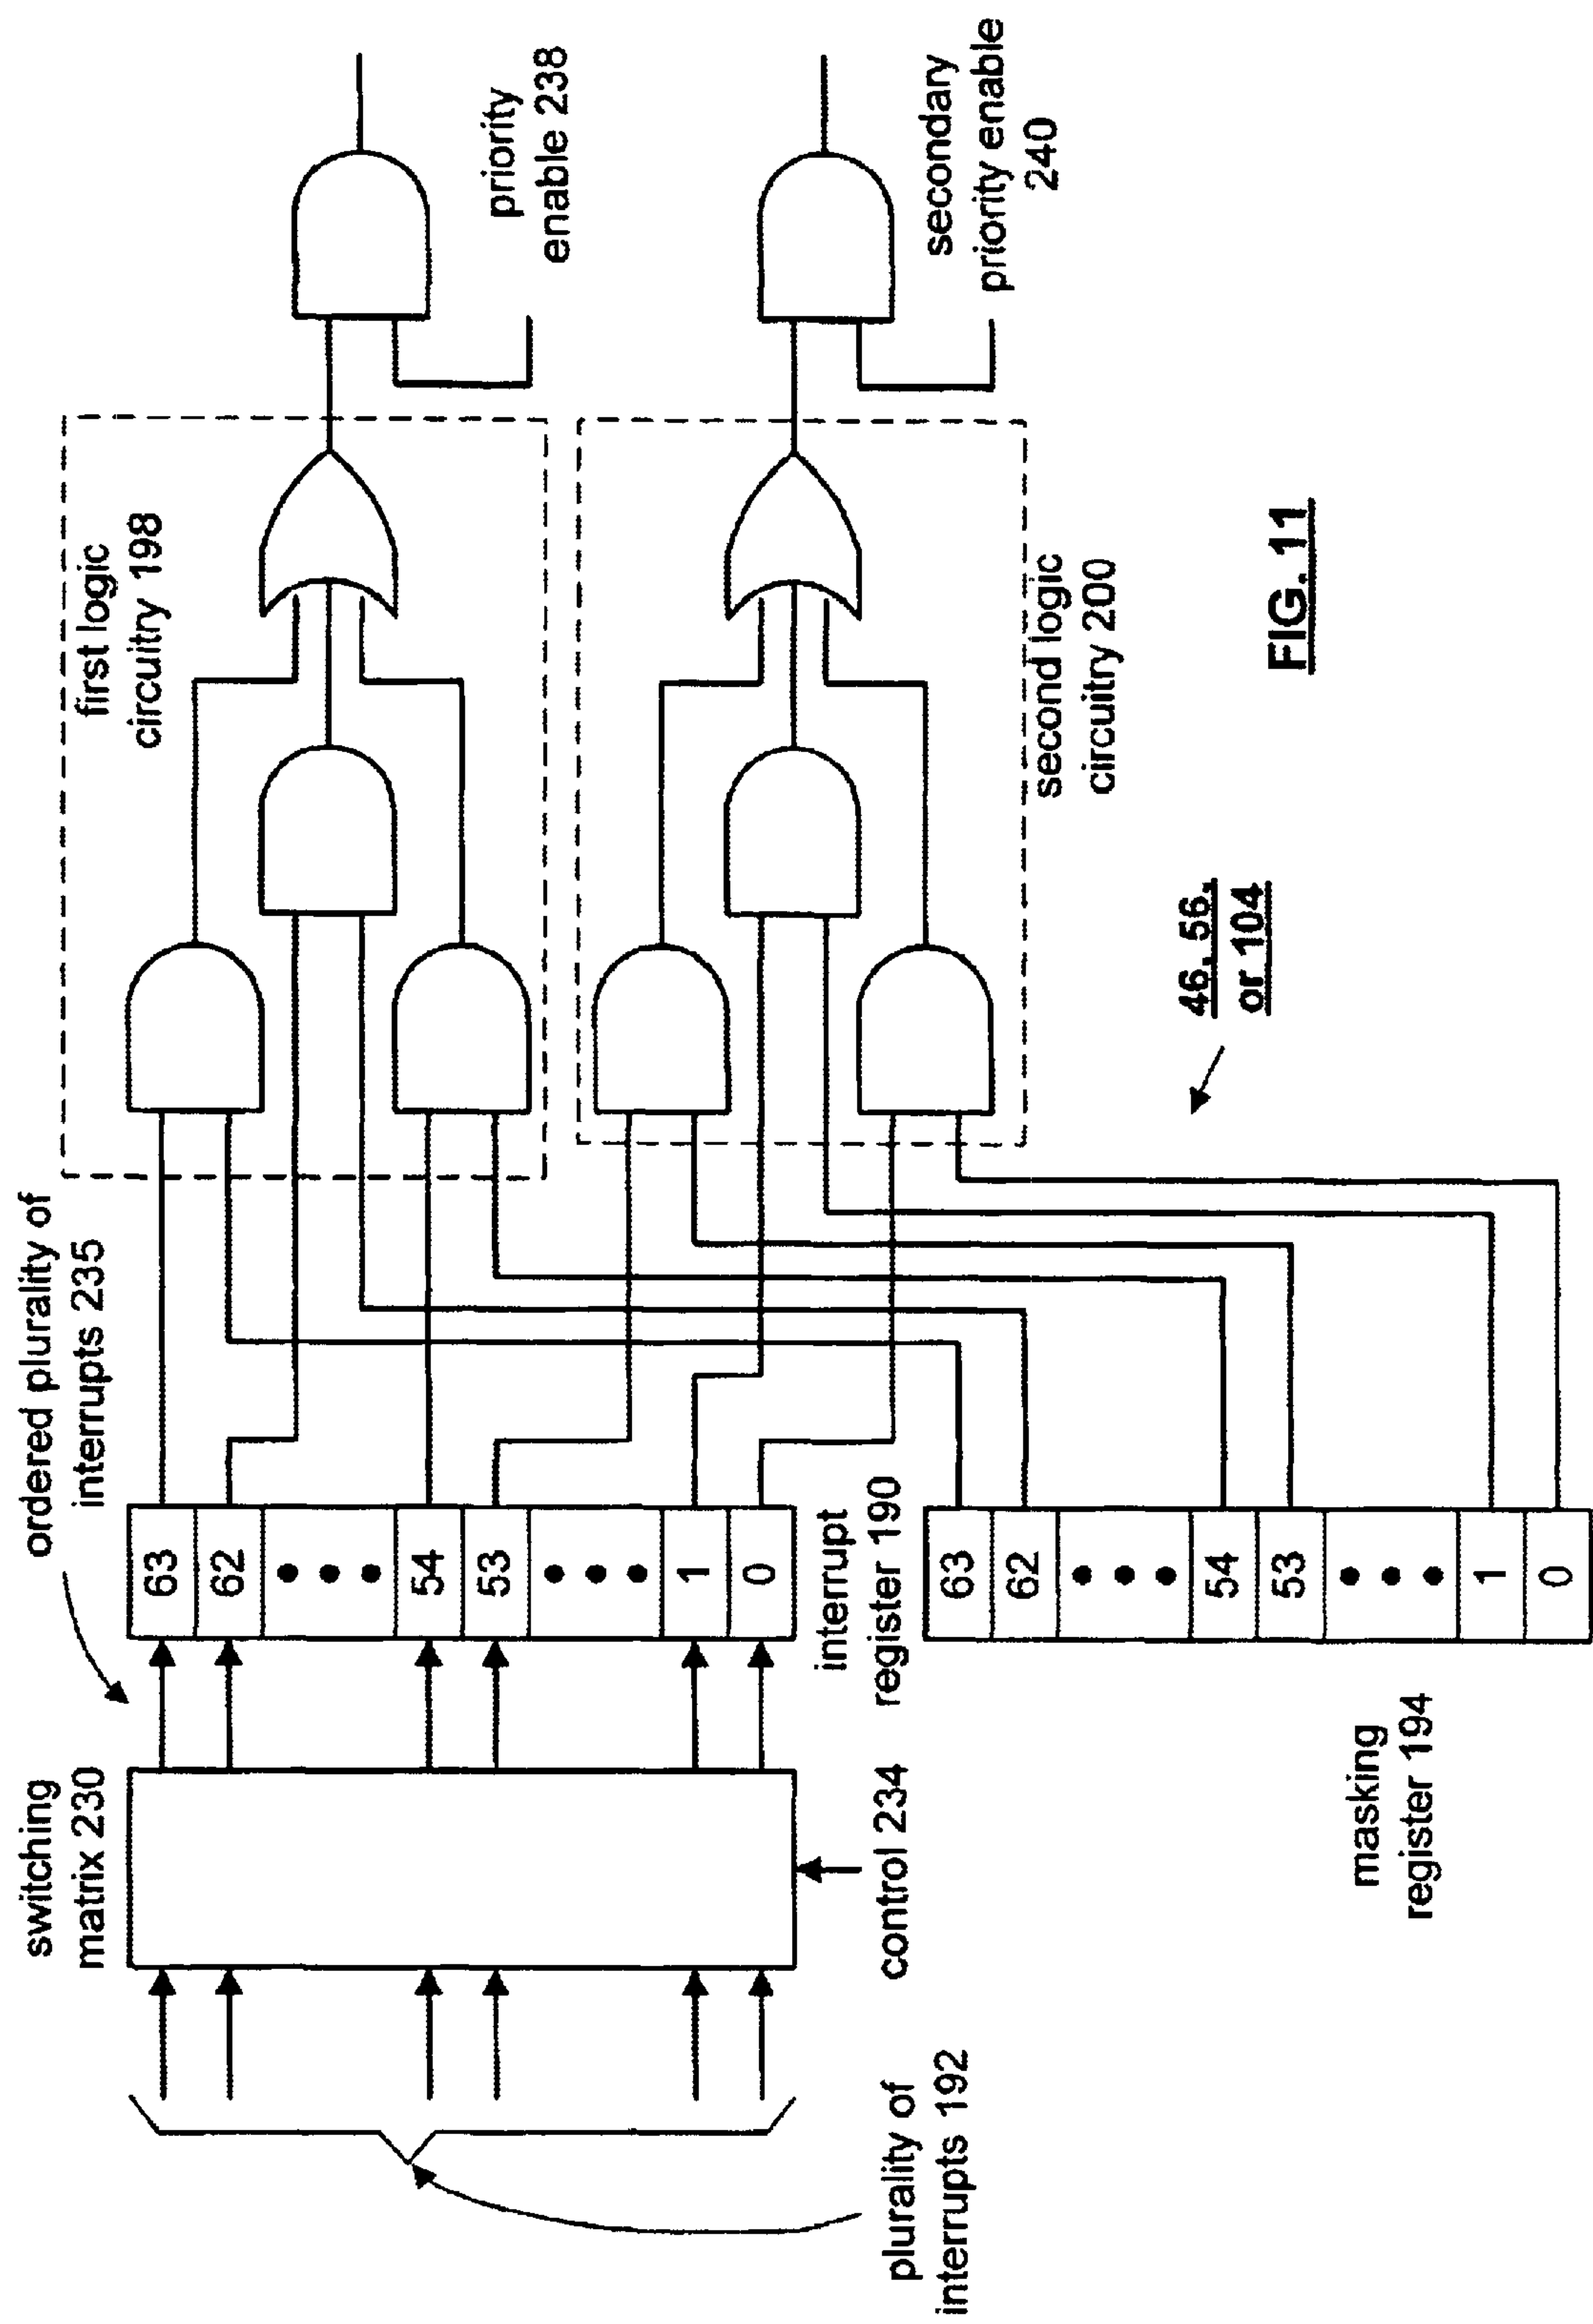 switching
matrix 230
ordered plurality of
interrupts 235
first logic
circuitry 198
priority
enable 238
63
62
54
53
1
0
plurality of
interrupts 192
control 234
interrupt
register 190
second logic
circuitry 200
secondary
priority enable
240
63
62
54
53
1
0
masking
register 194
46, 56,
or 104
FIG. 11